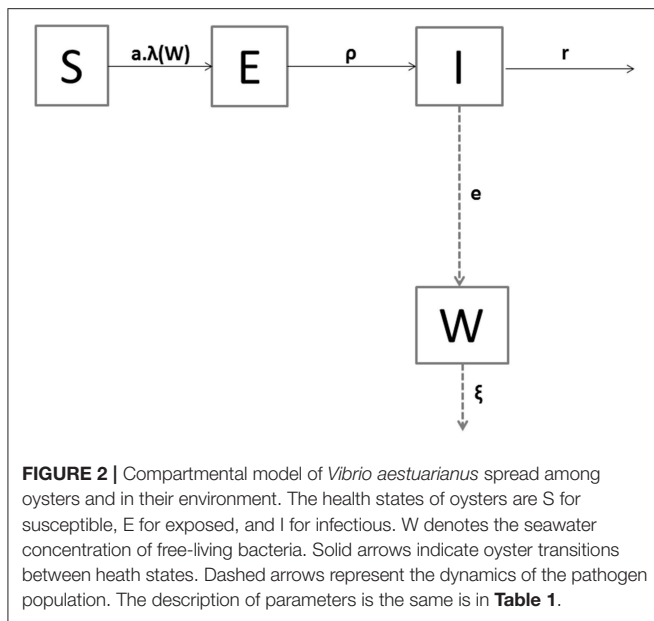 S
a.λ(W)
E
ρ
I
r
e
W
ξ
FIGURE 2 | Compartmental model of Vibrio aestuarianus spread among
oysters and in their environment. The health states of oysters are S for
susceptible, E for exposed, and I for infectious. W denotes the seawater
concentration of free-living bacteria. Solid arrows indicate oyster transitions
between heath states. Dashed arrows represent the dynamics of the pathogen
population. The description of parameters is the same is in Table 1.